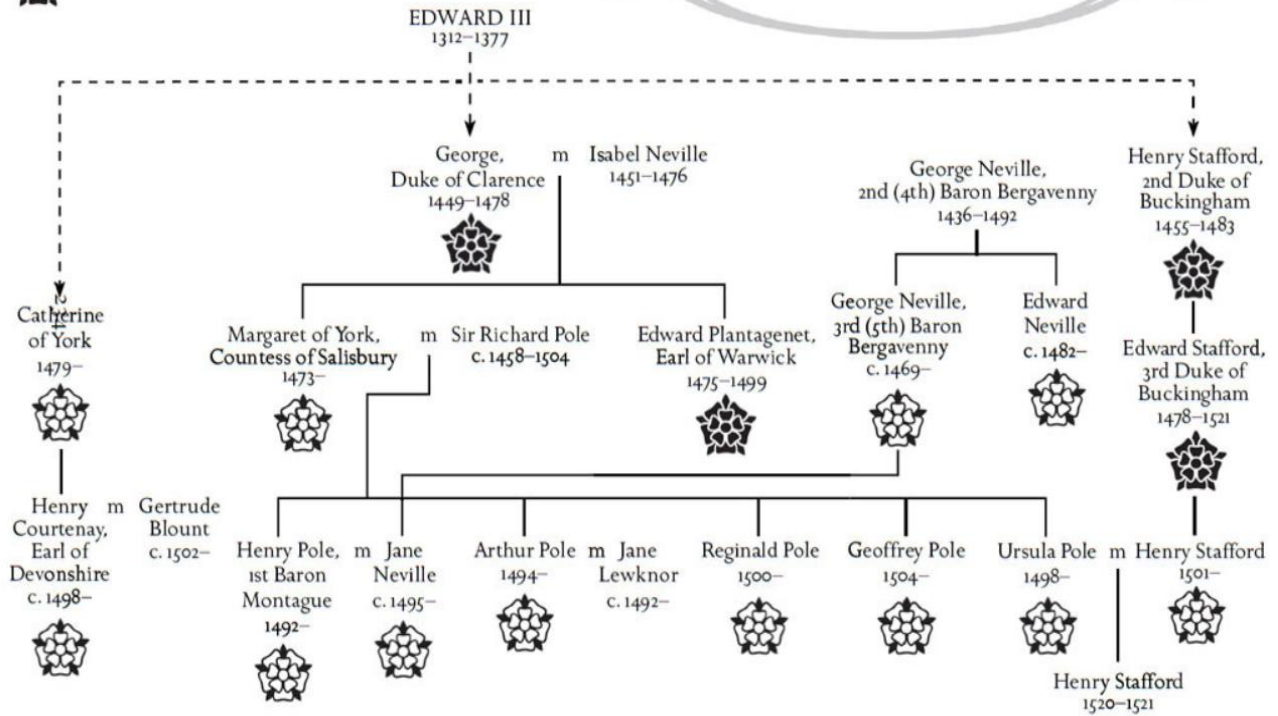 EDWARD III
1312–1377
George,
Duke of Clarence
1449–1478
m
Isabel Neville
1451–1476
George Neville,
2nd (4th) Baron Bergavenny
1436–1492
Henry Stafford,
2nd Duke of
Buckingham
1455–1483
Catherine
of York
1479–
Margaret of York,
Countess of Salisbury
1473–
m
Sir Richard Pole
c. 1458–1504
Edward Plantagenet,
Earl of Warwick
1475–1499
George Neville,
3rd (5th) Baron
Bergavenny
c. 1469–
Edward
Neville
c. 1482–
Edward Stafford,
3rd Duke of
Buckingham
1478–1521
Henry
Courtenay,
Earl of
Devonshire
c. 1498–
m
Gertrude
Blount
c. 1502–
Henry Pole,
1st Baron
Montague
1492–
m
Jane
Neville
c. 1495–
Arthur Pole
1494–
m
Jane
Lewknor
c. 1492–
Reginald Pole
1500–
Geoffrey Pole
1504–
Ursula Pole
1498–
m
Henry Stafford
1501–
Henry Stafford
1520–1521